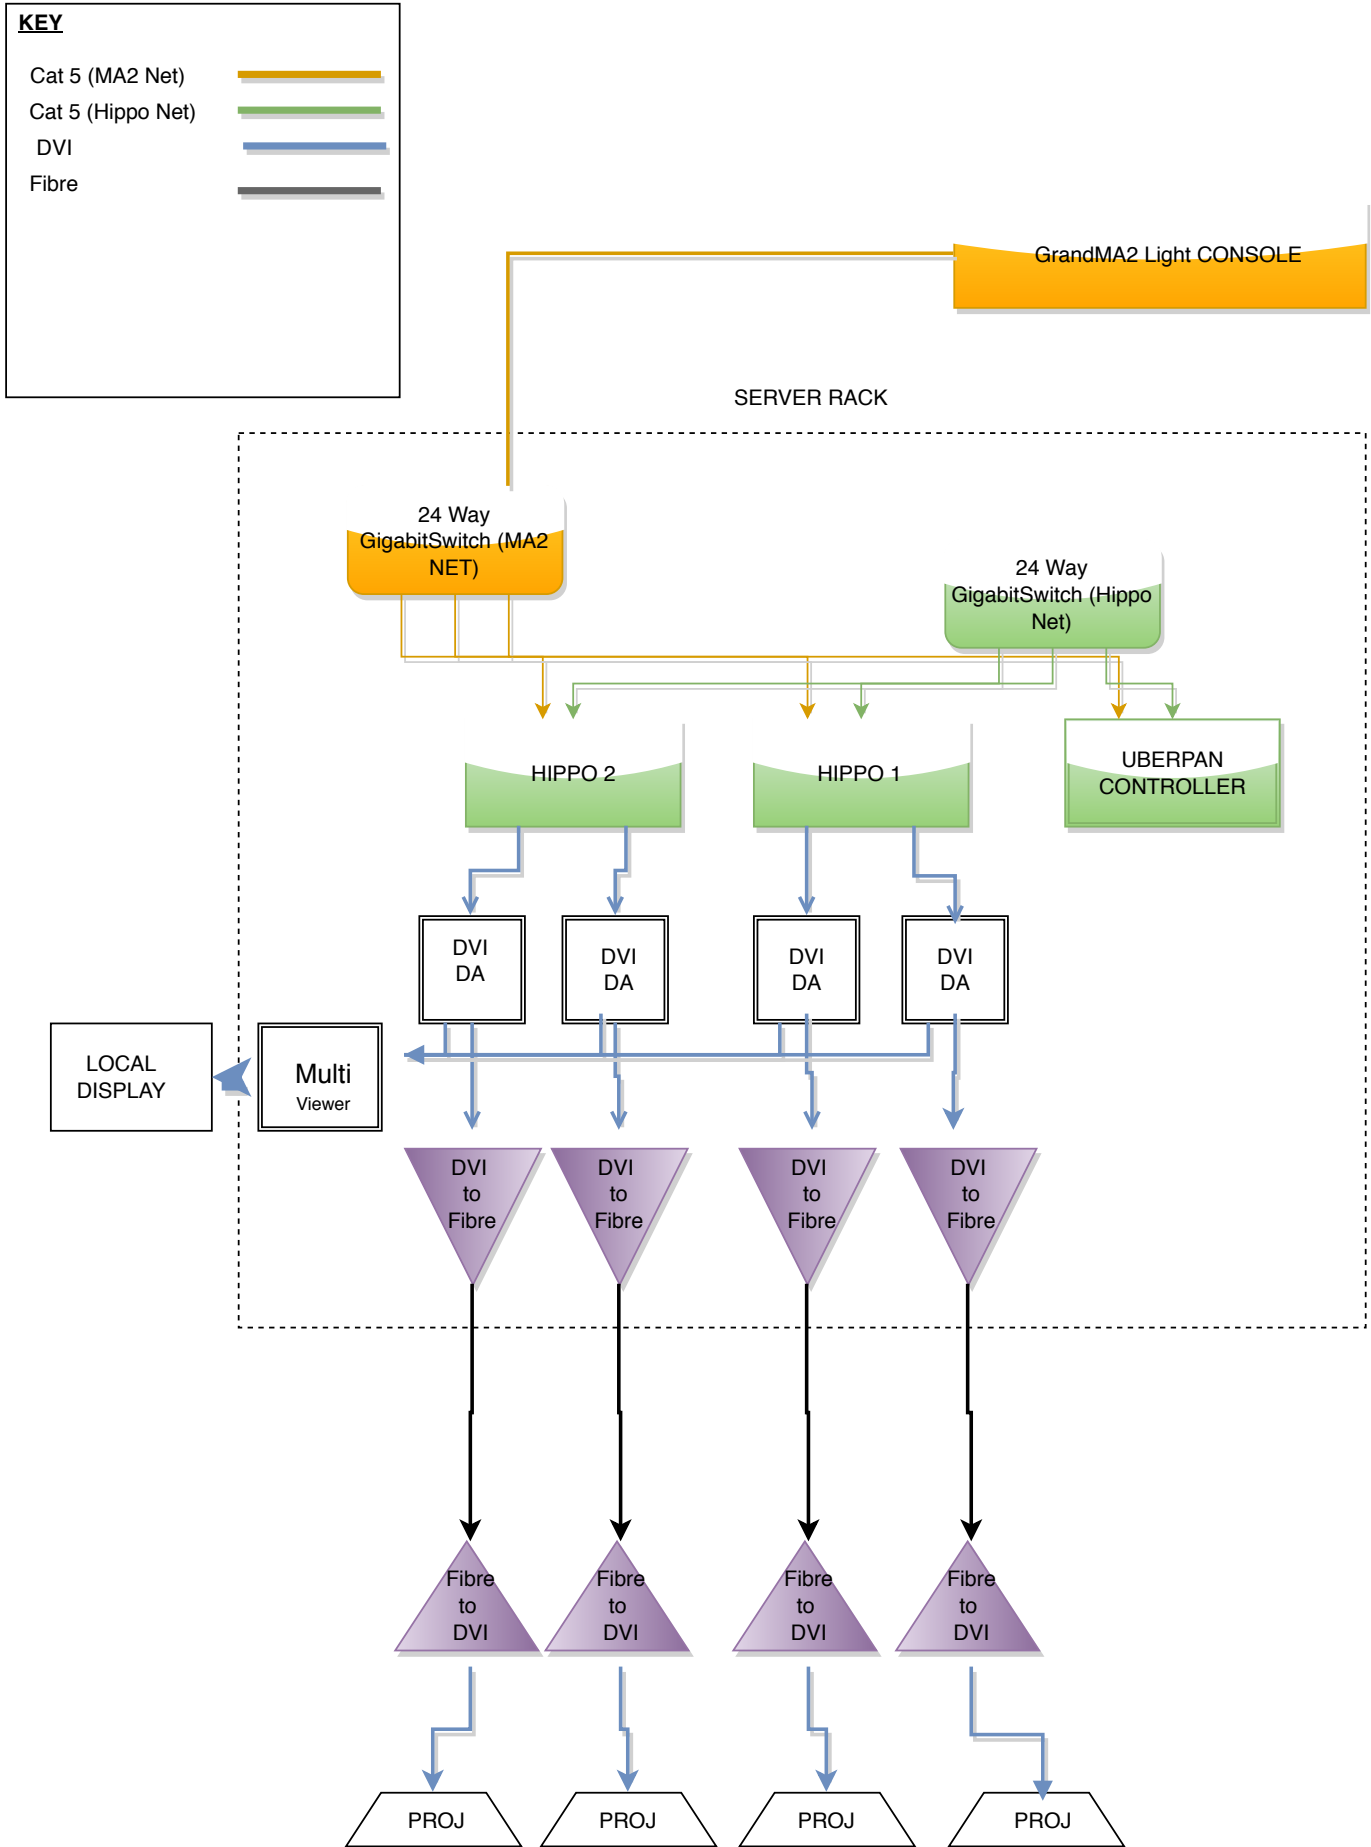 KEY
Cat 5 (MA2 Net)
Cat 5 (Hippo Net)
DVI
Fibre
GrandMA2 Light CONSOLE
SERVER RACK
24 Way
GigabitSwitch (MA2
NET)
24 Way
GigabitSwitch (Hippo
Net)
HIPPO 2
HIPPO 1
UBERPAN
CONTROLLER
DVI
DA
DVI
DA
DVI
DA
DVI
DA
LOCAL
DISPLAY
Multi
Viewer
DVI
to
Fibre
DVI
to
Fibre
DVI
to
Fibre
DVI
to
Fibre
Fibre
to
DVI
Fibre
to
DVI
Fibre
to
DVI
Fibre
to
DVI
PROJ
PROJ
PROJ
PROJ